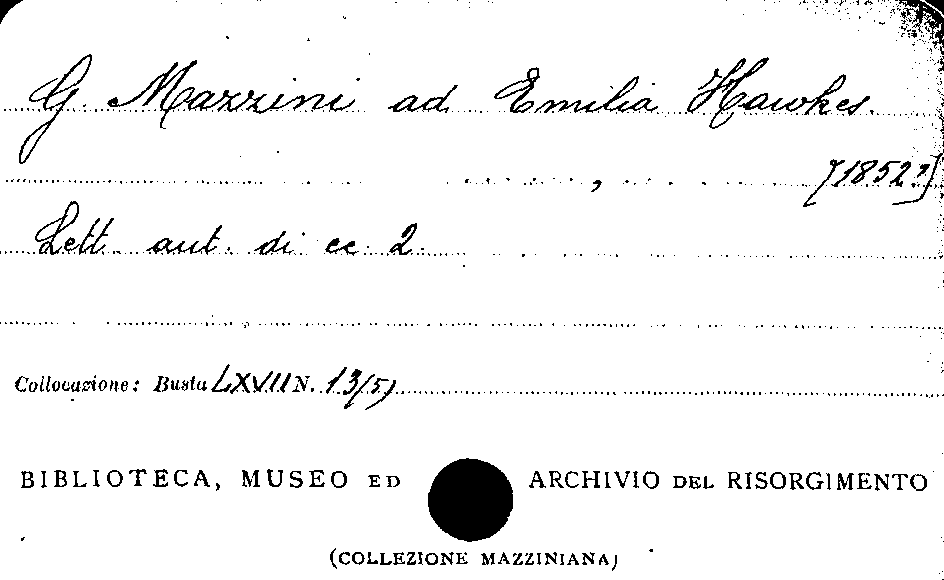 G. Mazzini ad Emilia Hawkes.
, [1852?]
Lett. aut. di cc. 2.
Collocazione: Busta LXVII N. 13/5)
BIBLIOTECA, MUSEO ED ARCHIVIO DEL RISORGIMENTO
(COLLEZIONE MAZZINIANA)